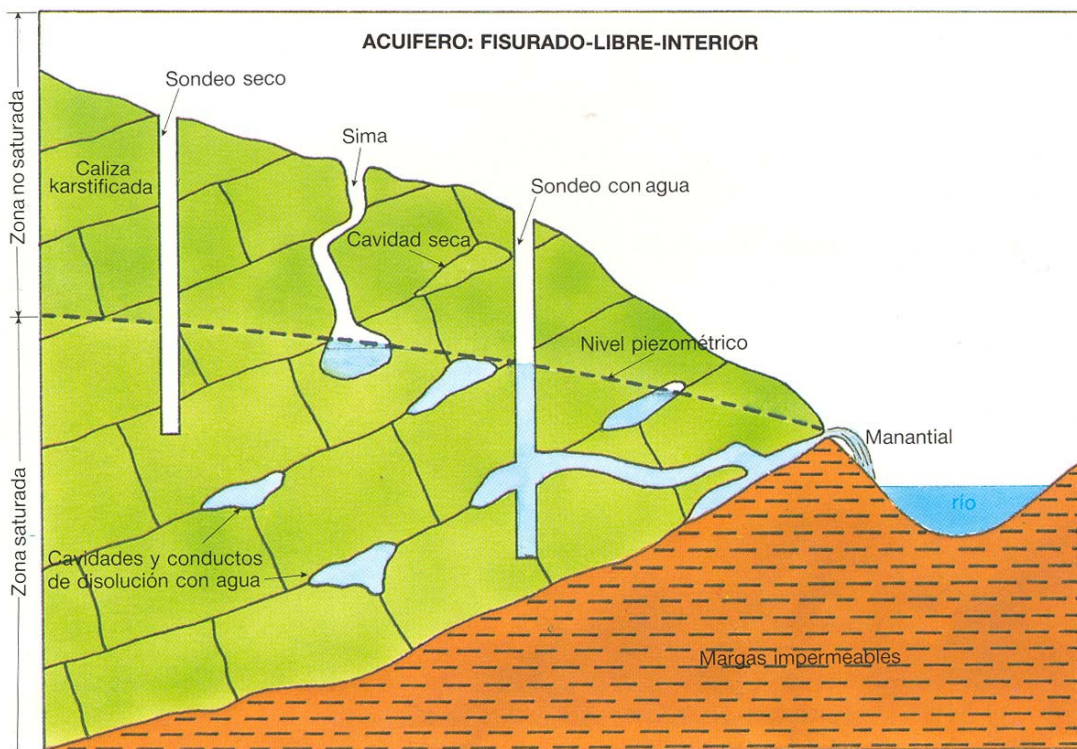 ACUIFERO: FISURADO-LIBRE-INTERIOR
Zona no saturada
Sondeo seco
Sima
Caliza
karstificada
Sondeo con agua
Cavidad seca
Nivel piezométrico
Manantial
río
Zona saturada
Cavidades y conductos
de disolución con agua
Margas impermeables